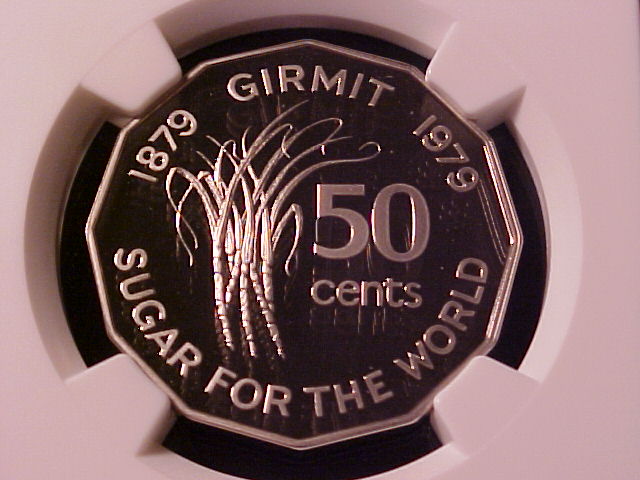 1879 GIRMIT 1979
50
cents
SUGAR FOR THE WORLD